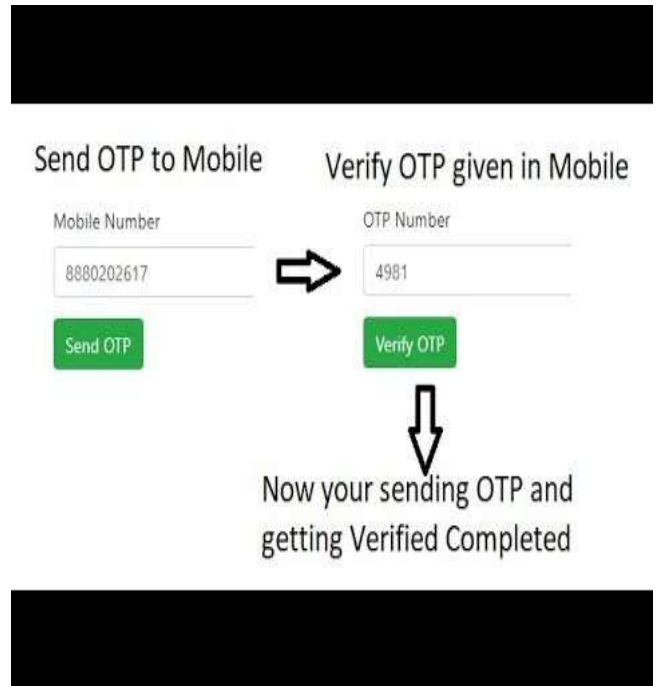 Send OTP to Mobile
Mobile Number
8880202617
Send OTP
Verify OTP given in Mobile
OTP Number
4981
Verify OTP
Now your sending OTP and
getting Verified Completed